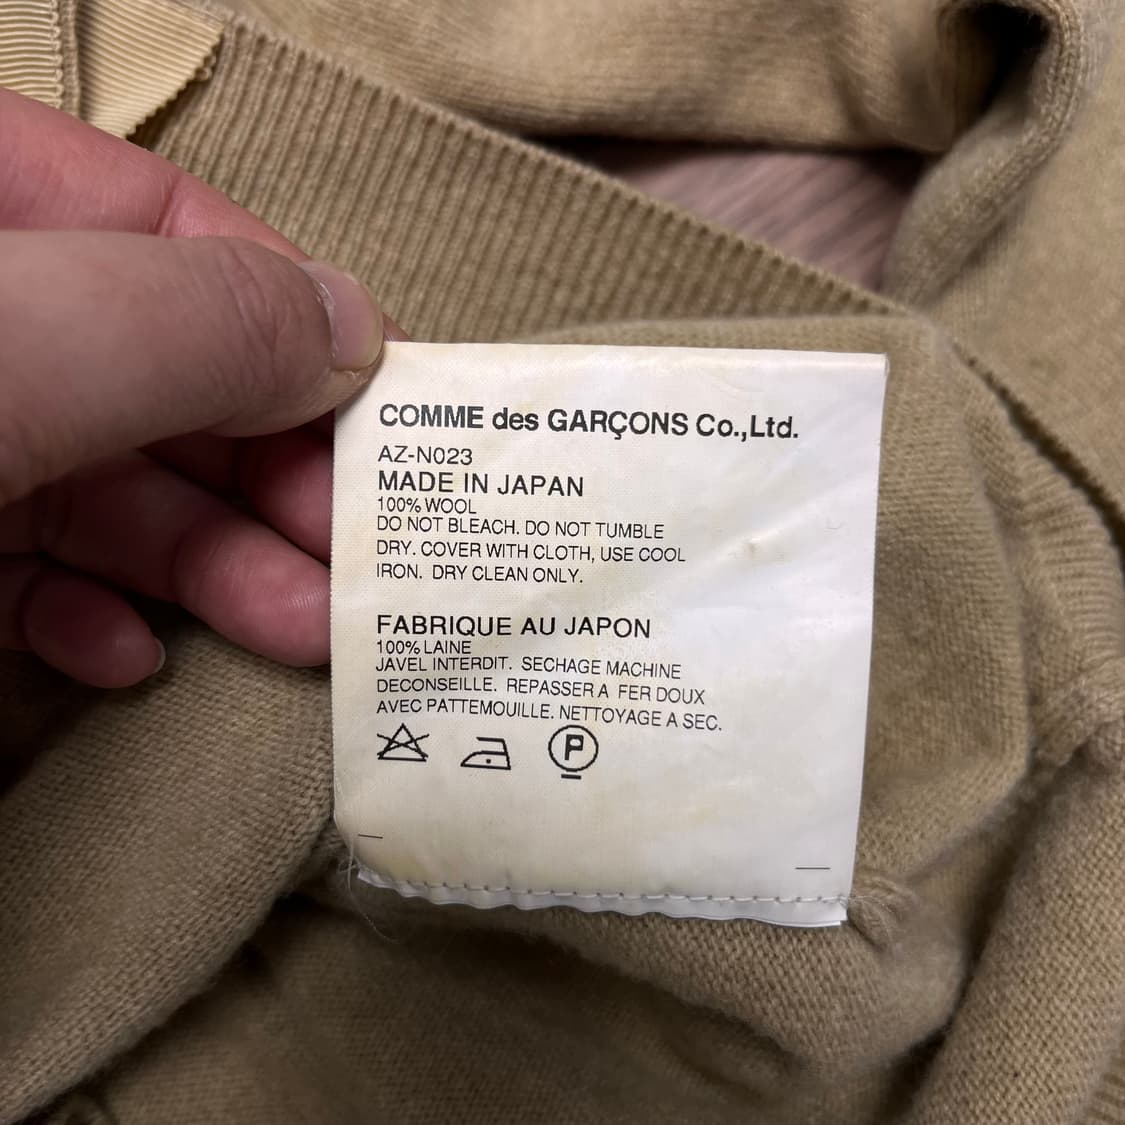 COMME des GARÇONS Co.,Ltd.
AZ-N023
MADE IN JAPAN
100% WOOL
DO NOT BLEACH. DO NOT TUMBLE
DRY. COVER WITH CLOTH, USE COOL
IRON. DRY CLEAN ONLY.
FABRIQUE AU JAPON
100% LAINE
JAVEL INTERDIT. SECHAGE MACHINE
DECONSEILLE. REPASSER A FER DOUX
AVEC PATTEMOUILLE. NETTOYAGE A SEC.
P